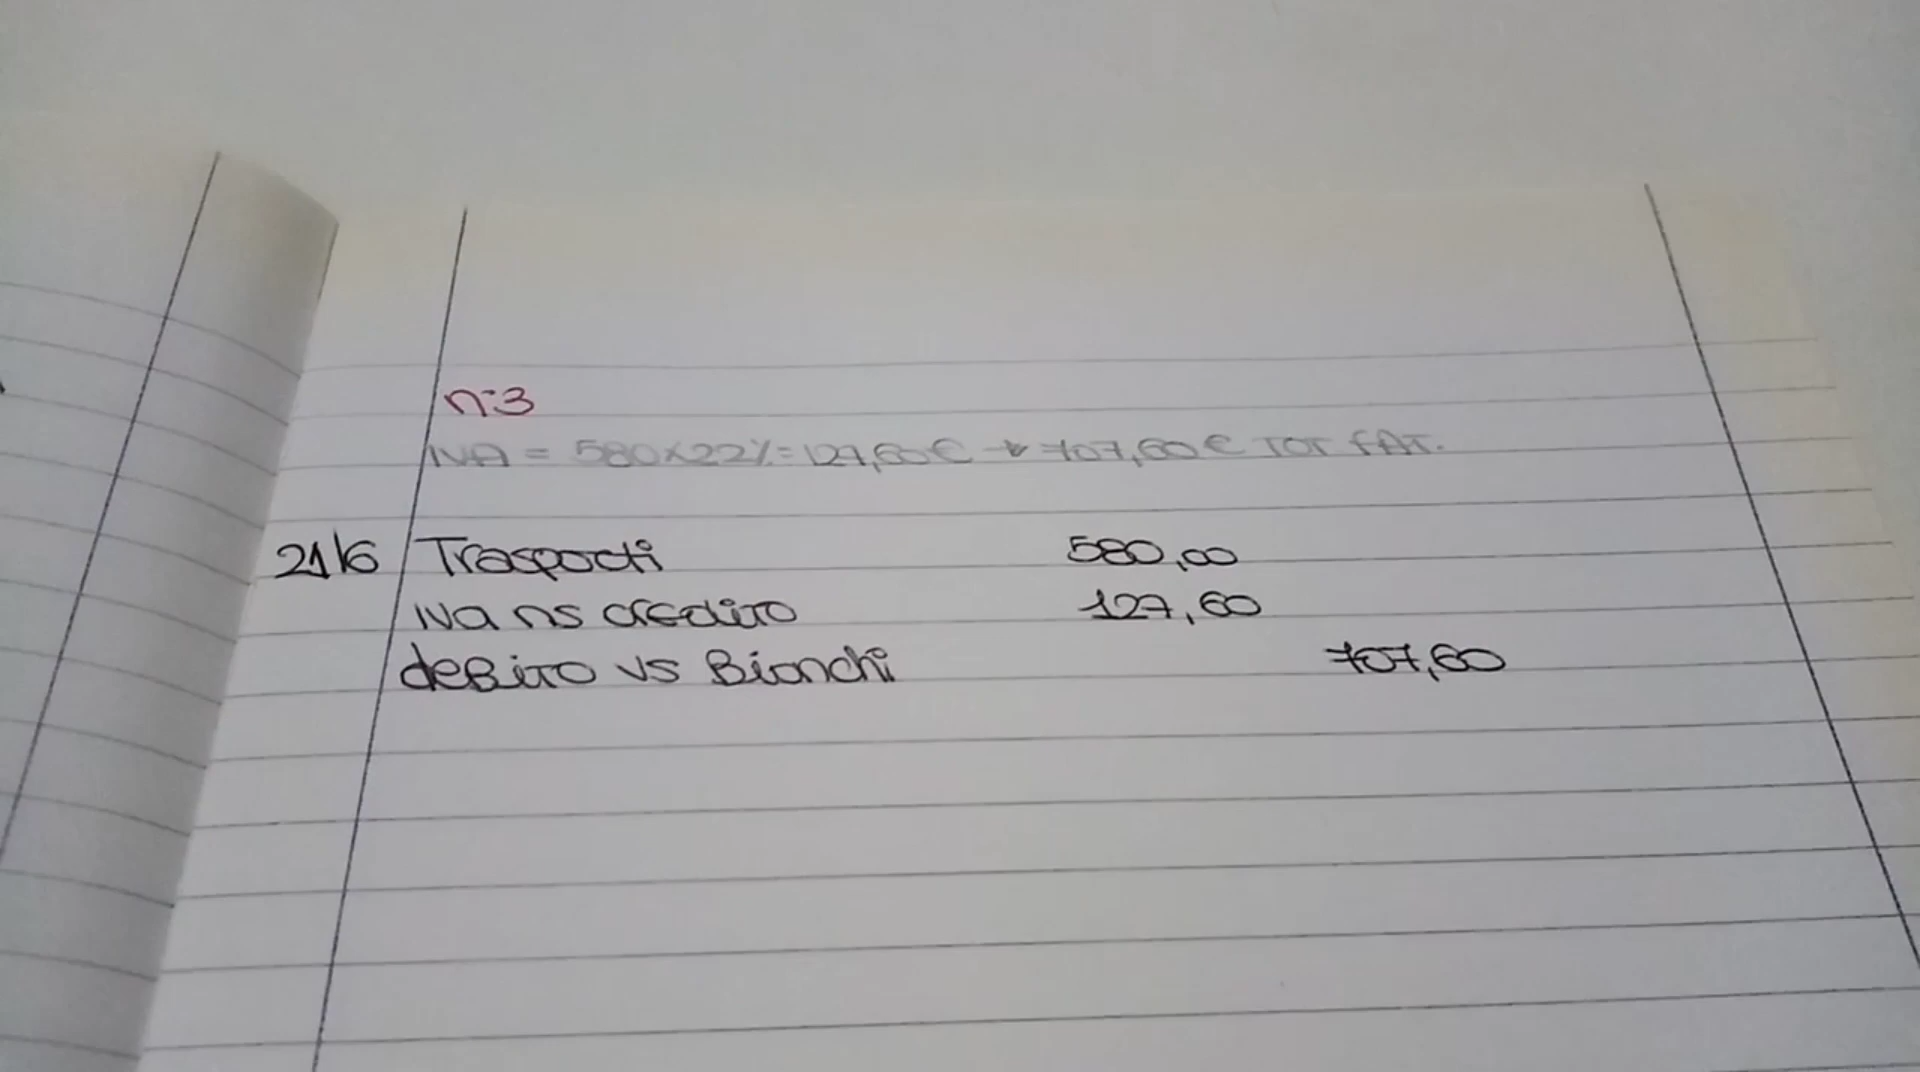 n°3
IVA = 580x22%=127,60€ → 707,60€ TOT FAT.
21/6 Trasporti 580,00
IVA ns credito 127,60
debito vs Bianchi 707,60